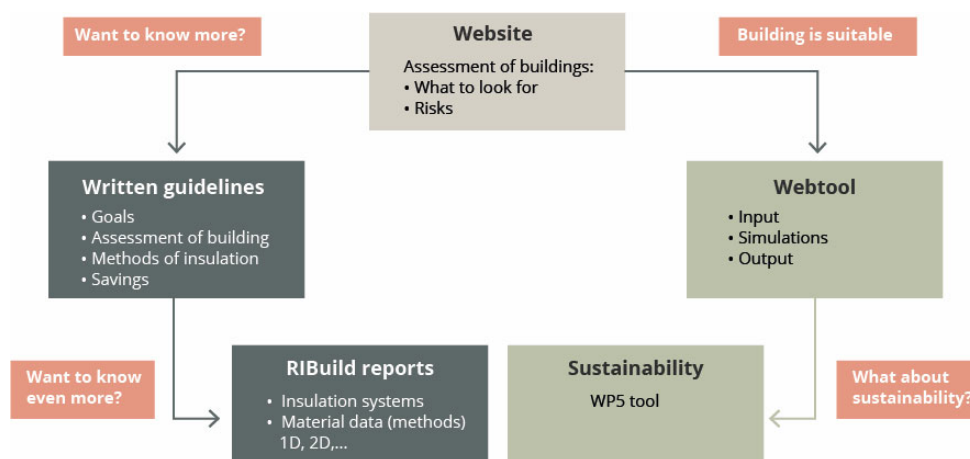 Want to know more?
Website
Assessment of buildings:
• What to look for
• Risks
Building is suitable
Written guidelines
• Goals
• Assessment of building
• Methods of insulation
• Savings
Webtool
• Input
• Simulations
• Output
Want to know
even more?
RIBuild reports
• Insulation systems
• Material data (methods)
1D, 2D,...
Sustainability
WP5 tool
What about
sustainability?